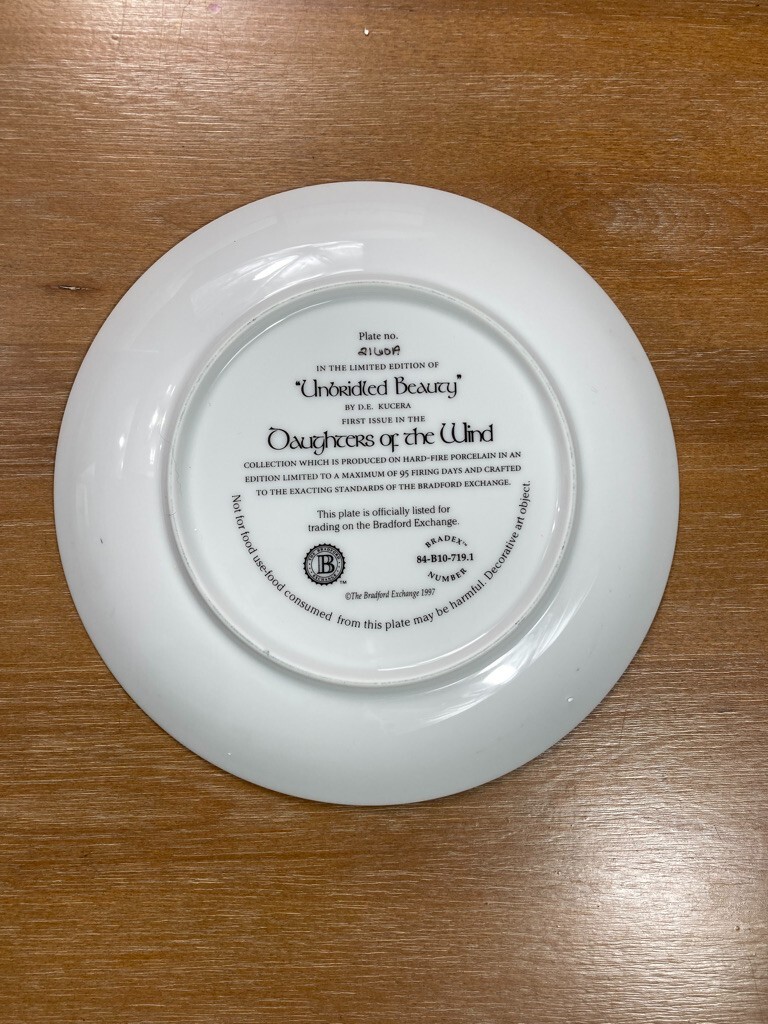 Plate no.
2160A
IN THE LIMITED EDITION OF
"Unbridled Beauty"
BY D.E. KUCERA
FIRST ISSUE IN THE
Daughters of the Wind
COLLECTION WHICH IS PRODUCED ON HARD-FIRE PORCELAIN IN AN
EDITION LIMITED TO A MAXIMUM OF 95 FIRING DAYS AND CRAFTED
TO THE EXACTING STANDARDS OF THE BRADFORD EXCHANGE.
This plate is officially listed for
trading on the Bradford Exchange.
B
™
BRADEX™
84-B10-719.1
NUMBER
©The Bradford Exchange 1997
Not for food use-food consumed from this plate may be harmful. Decorative art object.